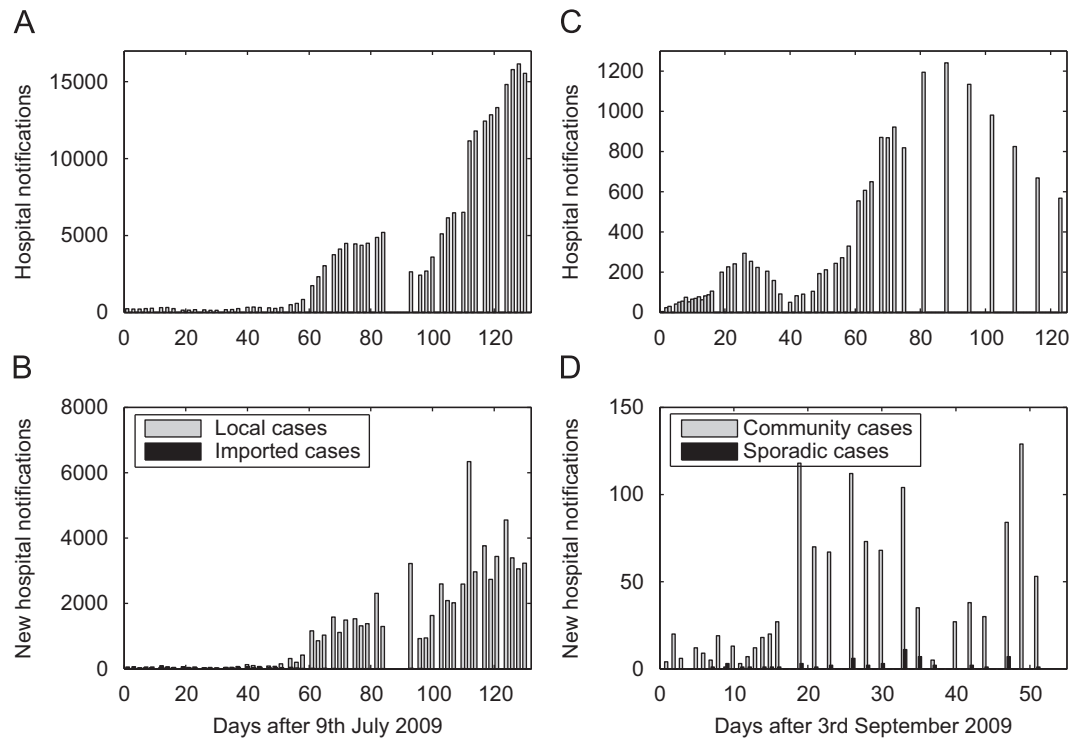 A
Hospital notifications
15000
10000
5000
0
0 20 40 60 80 100 120
C
Hospital notifications
1200
1000
800
600
400
200
0
0 20 40 60 80 100 120
B
New hospital notifications
8000
6000
4000
2000
0
Local cases
Imported cases
0 20 40 60 80 100 120
Days after 9th July 2009
D
New hospital notifications
150
100
50
0
Community cases
Sporadic cases
0 10 20 30 40 50
Days after 3rd September 2009